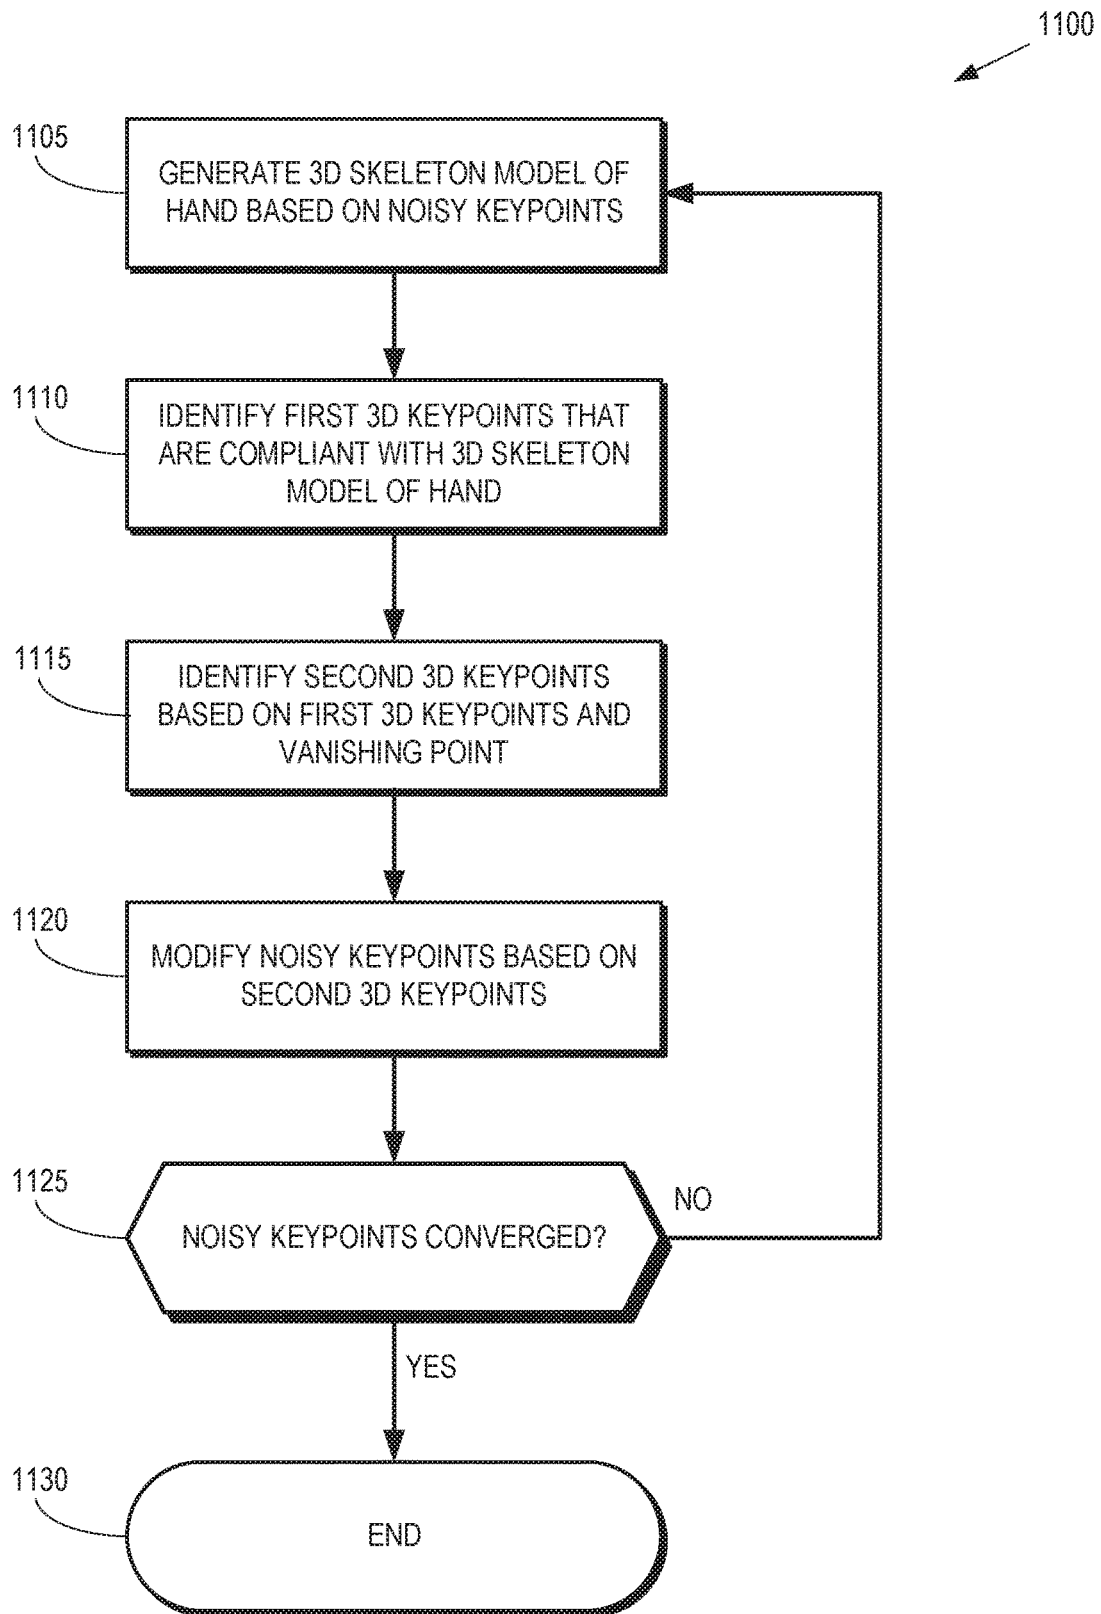 1100
1105
GENERATE 3D SKELETON MODEL OF
HAND BASED ON NOISY KEYPOINTS
1110
IDENTIFY FIRST 3D KEYPOINTS THAT
ARE COMPLIANT WITH 3D SKELETON
MODEL OF HAND
1115
IDENTIFY SECOND 3D KEYPOINTS
BASED ON FIRST 3D KEYPOINTS AND
VANISHING POINT
1120
MODIFY NOISY KEYPOINTS BASED ON
SECOND 3D KEYPOINTS
1125
NOISY KEYPOINTS CONVERGED?
NO
YES
1130
END